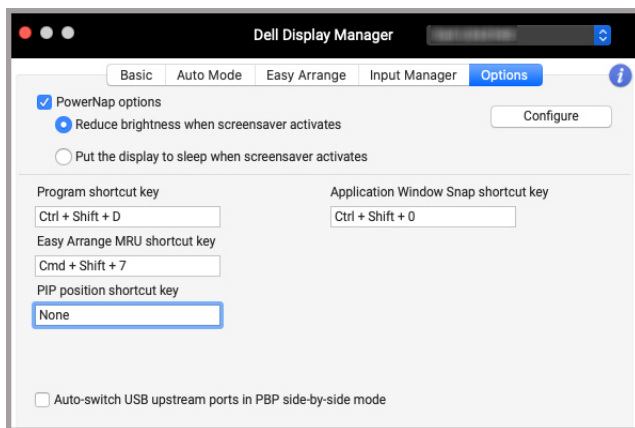 Dell Display Manager
Basic Auto Mode Easy Arrange Input Manager Options i
PowerNap options
Configure
Reduce brightness when screensaver activates
Put the display to sleep when screensaver activates
Program shortcut key
Application Window Snap shortcut key
Ctrl + Shift + D
Ctrl + Shift + 0
Easy Arrange MRU shortcut key
Cmd + Shift + 7
PIP position shortcut key
None
Auto-switch USB upstream ports in PBP side-by-side mode